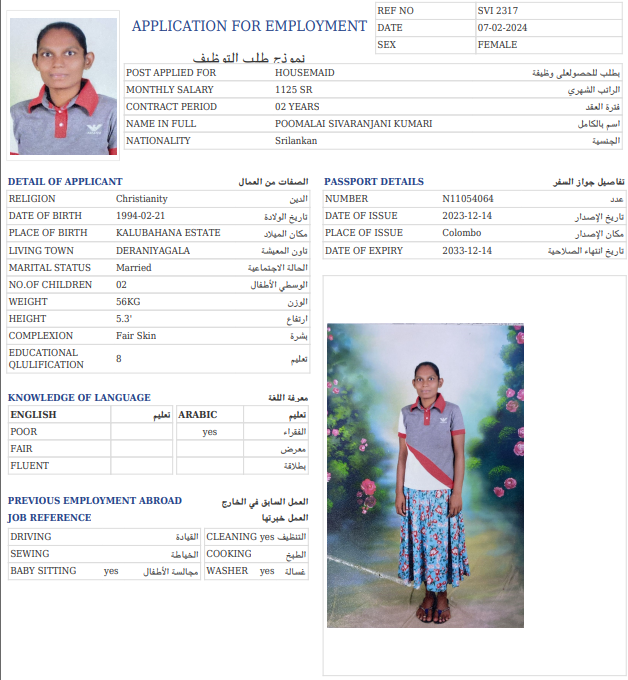 REF NO SVI 2317
APPLICATION FOR EMPLOYMENT
DATE 07-02-2024
SEX FEMALE
نموذج طلب التوظيف
POST APPLIED FOR HOUSEMAID يطلب للحصولعلى وظيفة
MONTHLY SALARY 1125 SR الراتب الشهري
CONTRACT PERIOD 02 YEARS فترة العقد
NAME IN FULL POOMALAI SIVARANJANI KUMARI اسم بالكامل
NATIONALITY Srilankan الجنسية
DETAIL OF APPLICANT الصفات من العمال
RELIGION Christianity الدين
DATE OF BIRTH 1994-02-21 تاريخ الولادة
PLACE OF BIRTH KALUBAHANA ESTATE مكان الميلاد
LIVING TOWN DERANIYAGALA تاون المعيشة
MARITAL STATUS Married الحالة الاجتماعية
NO.OF CHILDREN 02 الوسطي الأطفال
WEIGHT 56KG الوزن
HEIGHT 5.3' ارتفاع
COMPLEXION Fair Skin بشرة
EDUCATIONAL QLULIFICATION 8 تعليم
PASSPORT DETAILS تفاصيل جواز السفر
NUMBER N11054064 عدد
DATE OF ISSUE 2023-12-14 تاريخ الإصدار
PLACE OF ISSUE Colombo مكان الإصدار
DATE OF EXPIRY 2033-12-14 تاريخ انتهاء الصلاحية
KNOWLEDGE OF LANGUAGE معرفة اللغة
ENGLISH تعليم ARABIC تعليم
POOR yes الفقراء
FAIR معرض
FLUENT بطلاقة
PREVIOUS EMPLOYMENT ABROAD العمل السابق في الخارج
JOB REFERENCE العمل خبرتها
DRIVING القيادة CLEANING yes التنظيف
SEWING الخياطة COOKING الطبخ
BABY SITTING yes مجالسة الأطفال WASHER yes غسالة